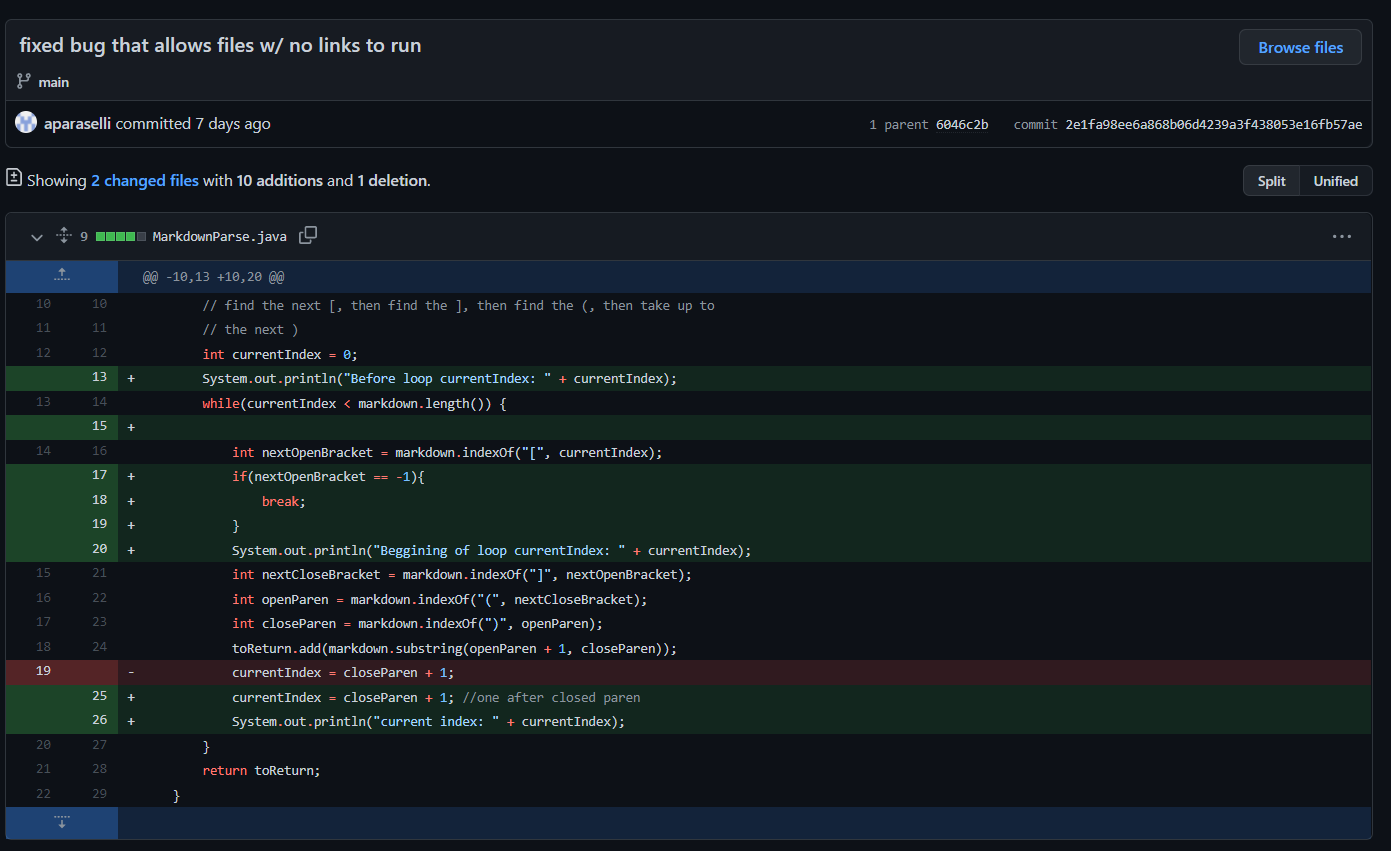 fixed bug that allows files w/ no links to run
Browse files
main
aparaselli committed 7 days ago
1 parent 6046c2b commit 2e1fa98ee6a868b06d4239a3f438053e16fb57ae
Showing 2 changed files with 10 additions and 1 deletion.
Split Unified
9 MarkdownParse.java
@@ -10,13 +10,20 @@
10 10 // find the next [, then find the ], then find the (, then take up to
11 11 // the next )
12 12 int currentIndex = 0;
13 + System.out.println("Before loop currentIndex: " + currentIndex);
13 14 while(currentIndex < markdown.length()) {
15 +
14 16 int nextOpenBracket = markdown.indexOf("[", currentIndex);
17 + if(nextOpenBracket == -1){
18 + break;
19 + }
20 + System.out.println("Beggining of loop currentIndex: " + currentIndex);
15 21 int nextCloseBracket = markdown.indexOf("]", nextOpenBracket);
16 22 int openParen = markdown.indexOf("(", nextCloseBracket);
17 23 int closeParen = markdown.indexOf(")", openParen);
18 24 toReturn.add(markdown.substring(openParen + 1, closeParen));
19 - currentIndex = closeParen + 1;
25 + currentIndex = closeParen + 1; //one after closed paren
26 + System.out.println("current index: " + currentIndex);
20 27 }
21 28 return toReturn;
22 29 }